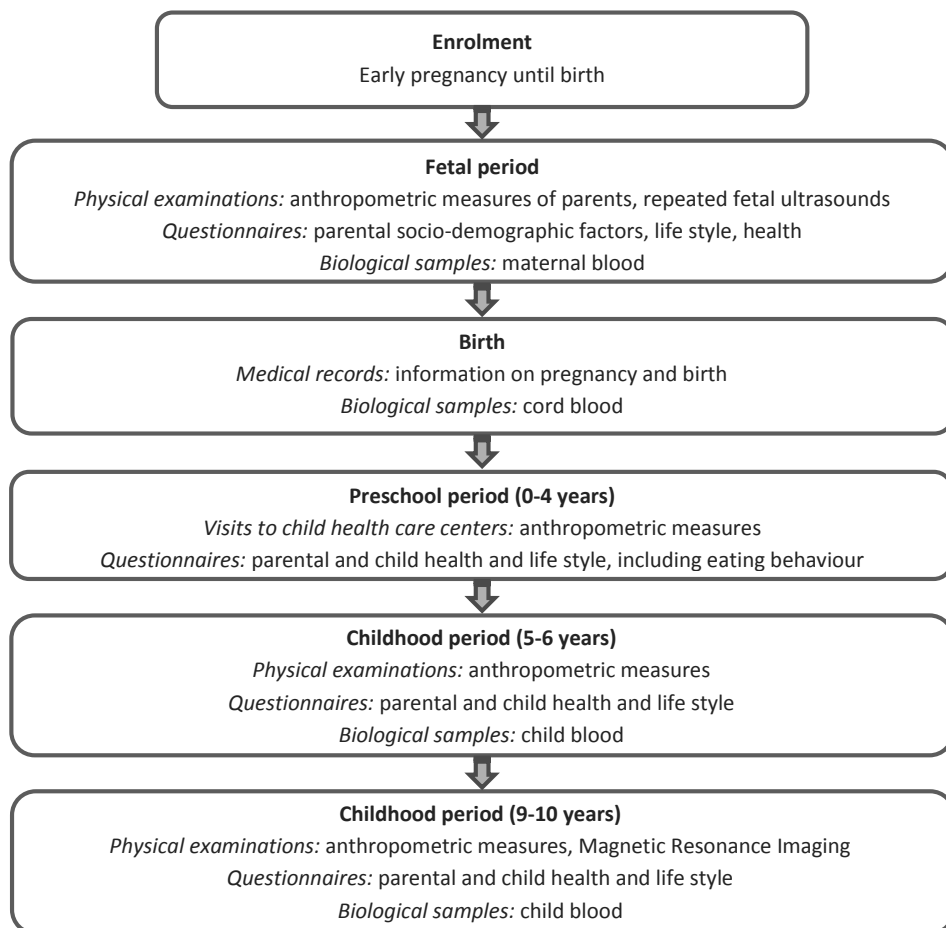 Enrolment
Early pregnancy until birth
Fetal period
Physical examinations: anthropometric measures of parents, repeated fetal ultrasounds
Questionnaires: parental socio-demographic factors, life style, health
Biological samples: maternal blood
Birth
Medical records: information on pregnancy and birth
Biological samples: cord blood
Preschool period (0-4 years)
Visits to child health care centers: anthropometric measures
Questionnaires: parental and child health and life style, including eating behaviour
Childhood period (5-6 years)
Physical examinations: anthropometric measures
Questionnaires: parental and child health and life style
Biological samples: child blood
Childhood period (9-10 years)
Physical examinations: anthropometric measures, Magnetic Resonance Imaging
Questionnaires: parental and child health and life style
Biological samples: child blood